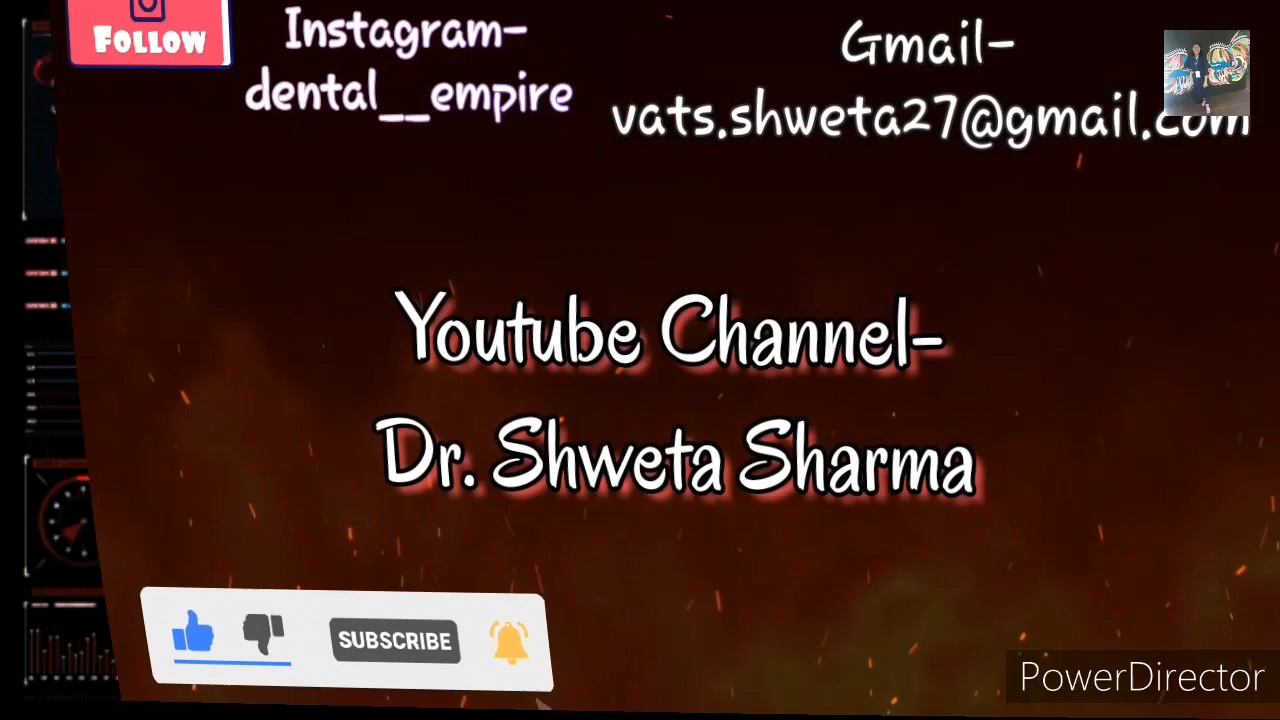 FOLLOW
Instagram-
dental__empire
Gmail-
vats.shweta27@gmail.com
Youtube Channel-
Dr. Shweta Sharma
SUBSCRIBE
PowerDirector